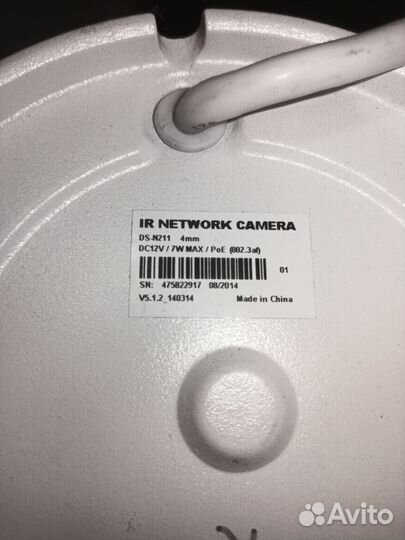 IR NETWORK CAMERA
DS-N211 4mm
DC12V / 7W MAX / PoE (802.3af)
01
SN: 475822917 08/2014
V5.1.2_140314 Made in China
Avito